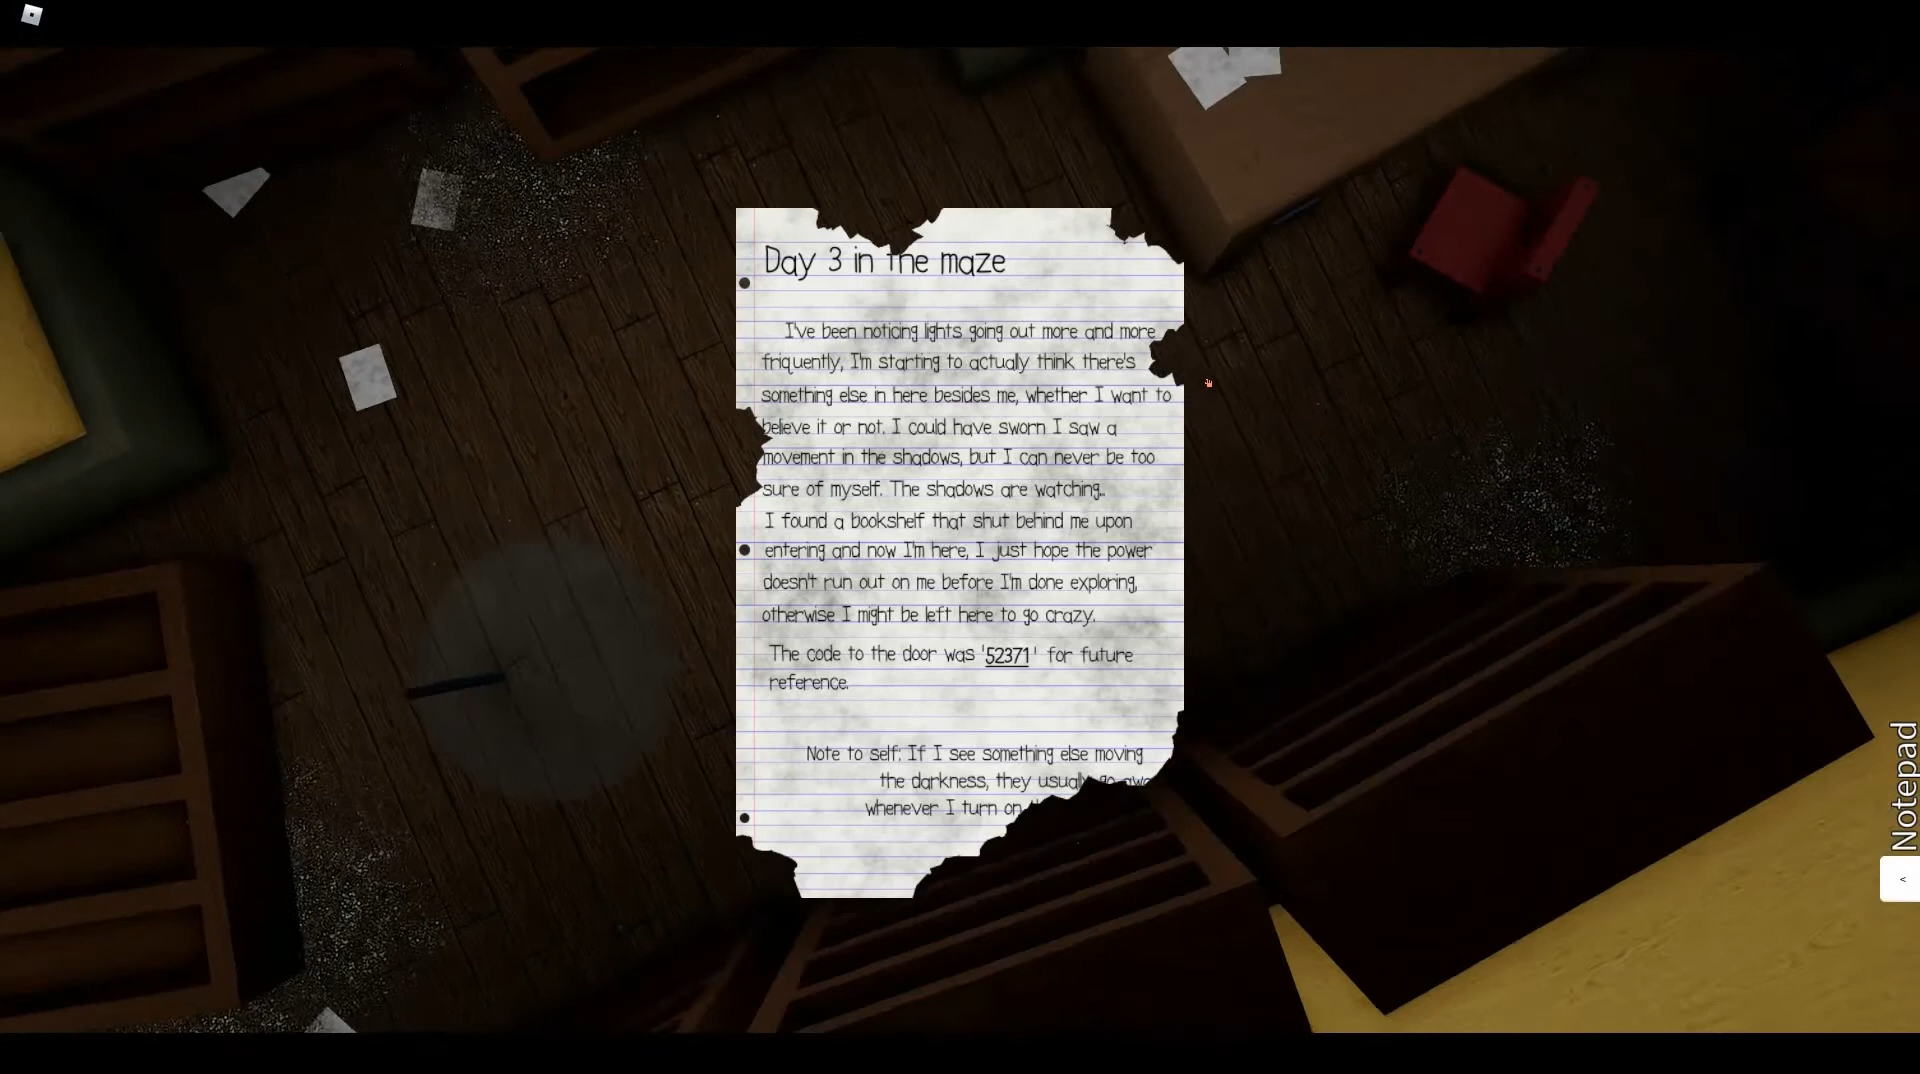 Day 3 in the maze
I've been noticing lights going out more and more
friquently, I'm starting to actually think there's
something else in here besides me, whether I want to
believe it or not. I could have sworn I saw a
movement in the shadows, but I can never be too
sure of myself. The shadows are watching...
I found a bookshelf that shut behind me upon
entering and now I'm here, I just hope the power
doesn't run out on me before I'm done exploring,
otherwise I might be left here to go crazy.
The code to the door was '52371' for future
reference.
Note to self: If I see something else moving
the darkness, they usually go
whenever I turn on
Notepad
<